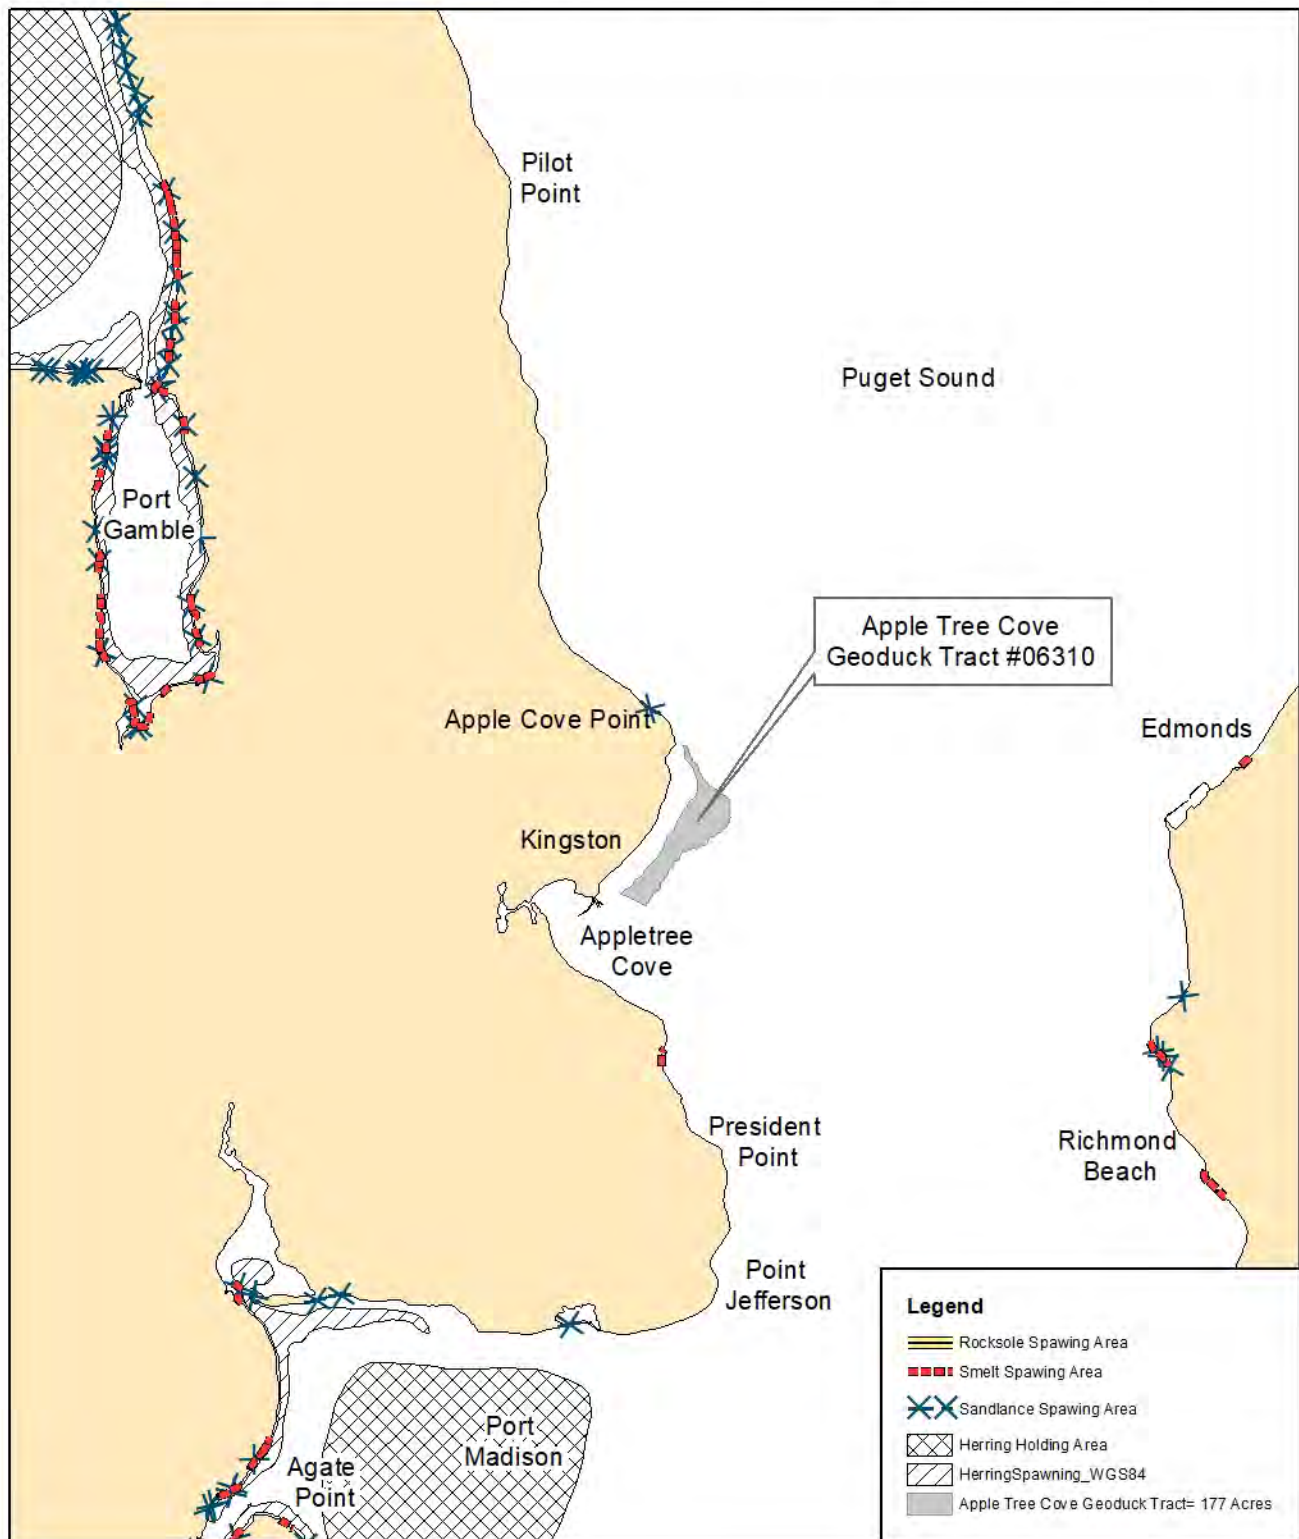 Pilot
Point
Puget Sound
Port
Gamble
Apple Tree Cove
Geoduck Tract #06310
Apple Cove Point
Edmonds
Kingston
Appletree
Cove
President
Point
Richmond
Beach
Point
Jefferson
Port
Madison
Agate
Point
Legend
Rocksole Spawing Area
Smelt Spawing Area
Sandlance Spawing Area
Herring Holding Area
HerringSpawning_WGS84
Apple Tree Cove Geoduck Tract= 177 Acres